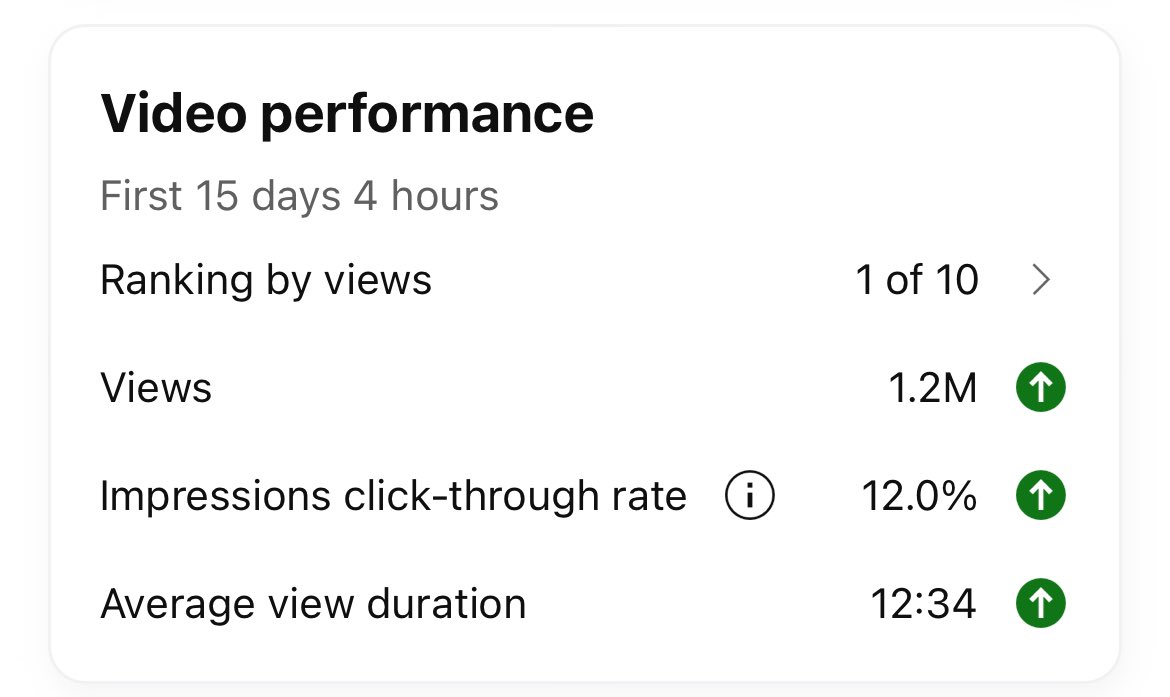 Video performance
First 15 days 4 hours
Ranking by views 1 of 10
Views 1.2M
Impressions click-through rate 12.0%
Average view duration 12:34